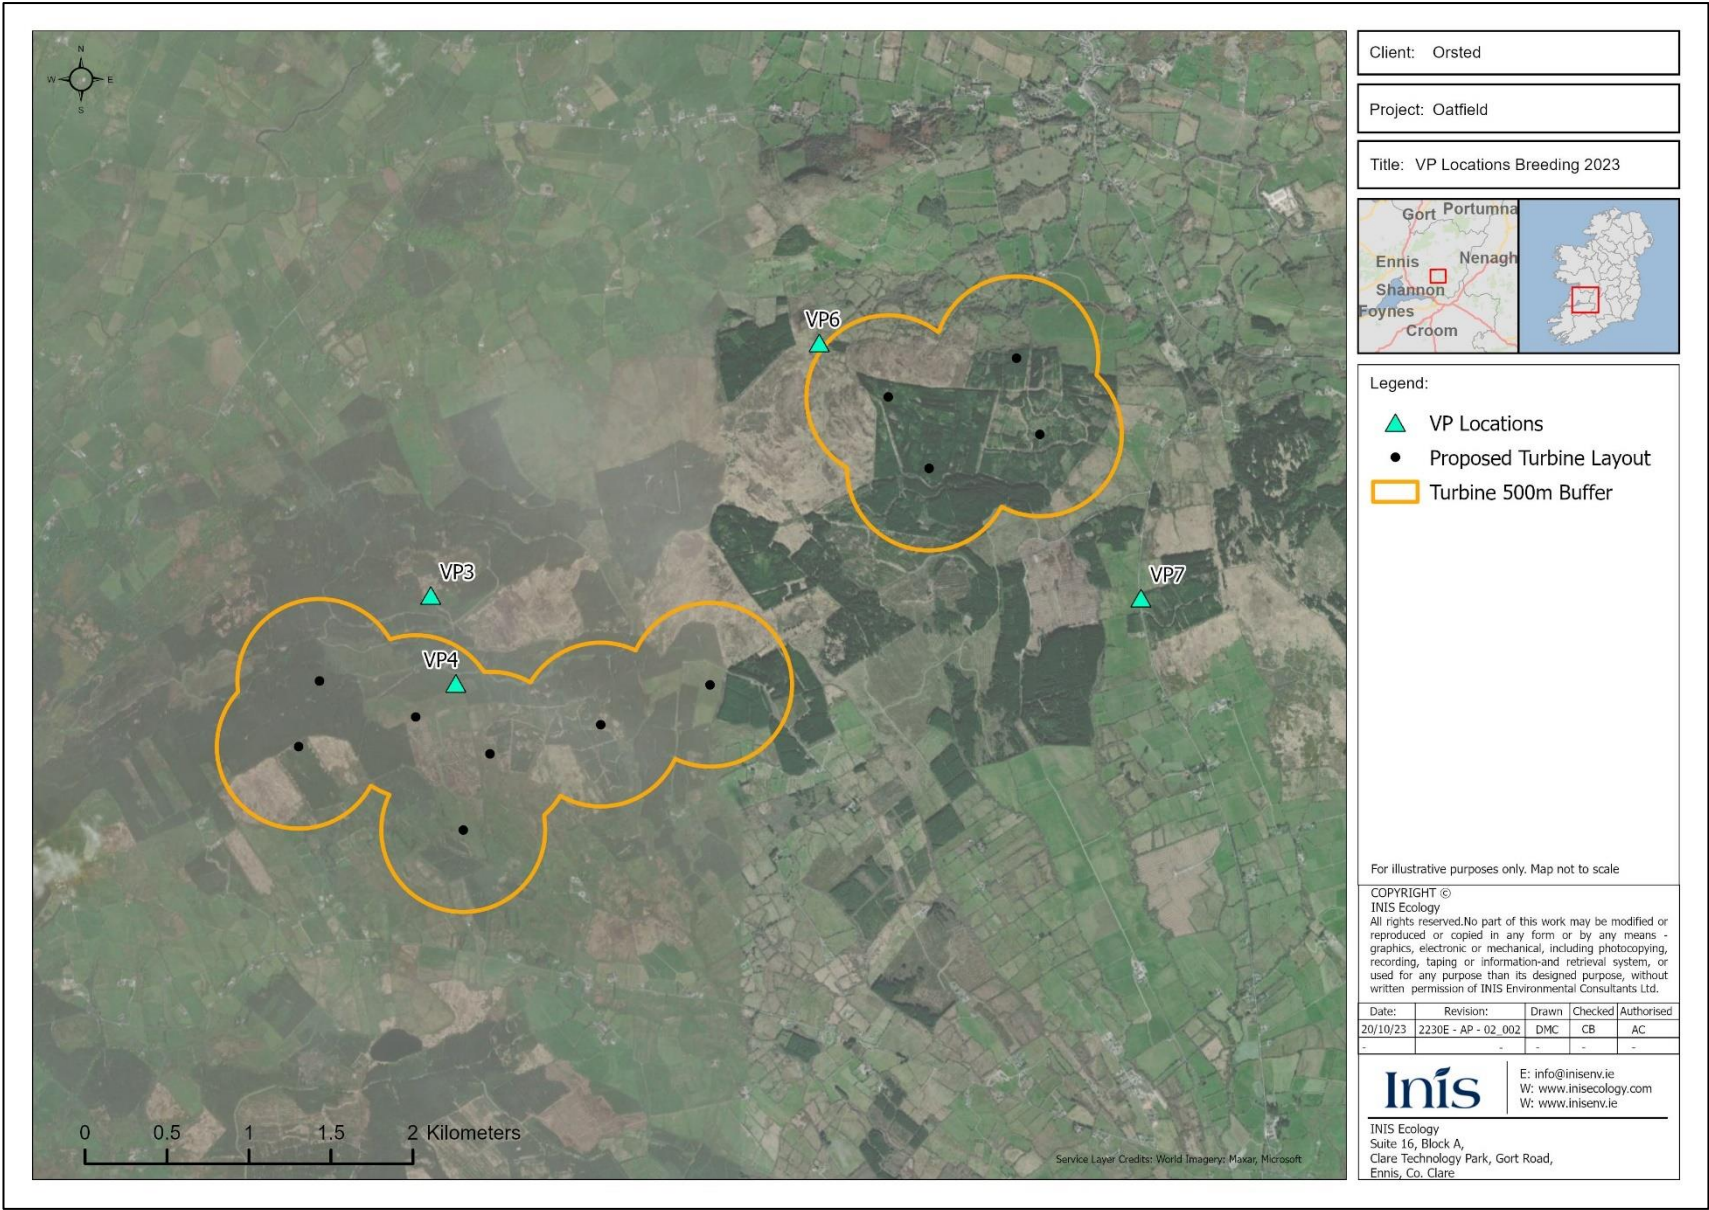 N
W E
S
VP6
VP3
VP7
VP4
0 0.5 1 1.5 2 Kilometers
Service Layer Credits: World Imagery: Maxar, Microsoft
Client: Orsted
Project: Oatfield
Title: VP Locations Breeding 2023
Gort Portumna
Ennis Nenagh
Shannon
Foynes
Croom
Legend:
VP Locations
Proposed Turbine Layout
Turbine 500m Buffer
For illustrative purposes only. Map not to scale
COPYRIGHT ©
INIS Ecology
All rights reserved.No part of this work may be modified or
reproduced or copied in any form or by any means -
graphics, electronic or mechanical, including photocopying,
recording, taping or information-and retrieval system, or
used for any purpose than its designed purpose, without
written permission of INIS Environmental Consultants Ltd.
Date: Revision: Drawn Checked Authorised
20/10/23 2230E - AP - 02_002 DMC CB AC
- - - - -
Inís
E: info@inisenv.ie
W: www.inisecology.com
W: www.inisenv.ie
INIS Ecology
Suite 16, Block A,
Clare Technology Park, Gort Road,
Ennis, Co. Clare